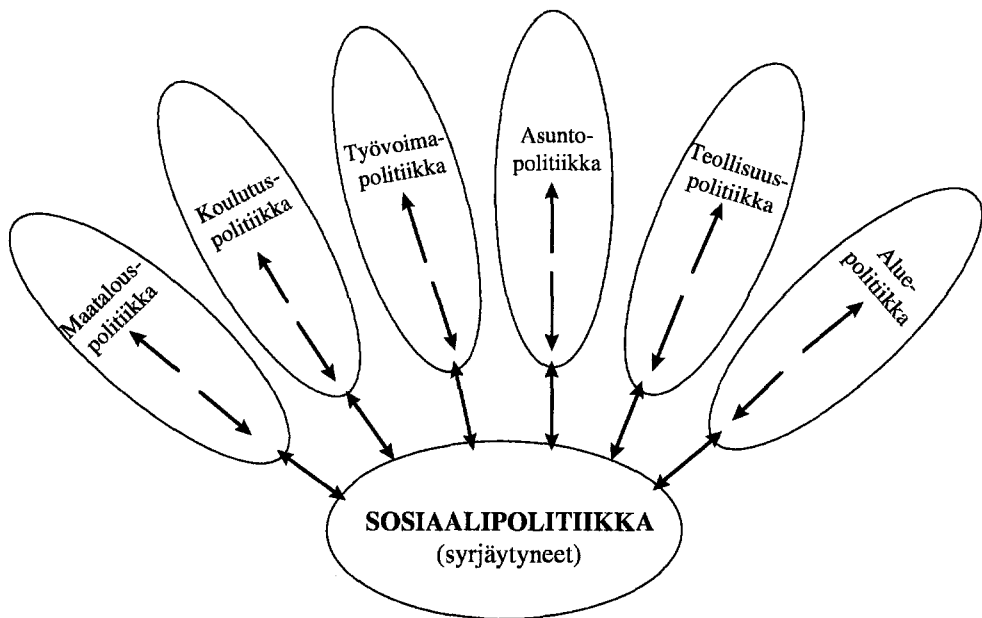 Maatalous-
politiikka
Koulutus-
politiikka
Työvoima-
politiikka
Asunto-
politiikka
Teollisuus-
politiikka
Alue-
politiikka
SOSIAALIPOLITIIKKA
(syrjäytyneet)